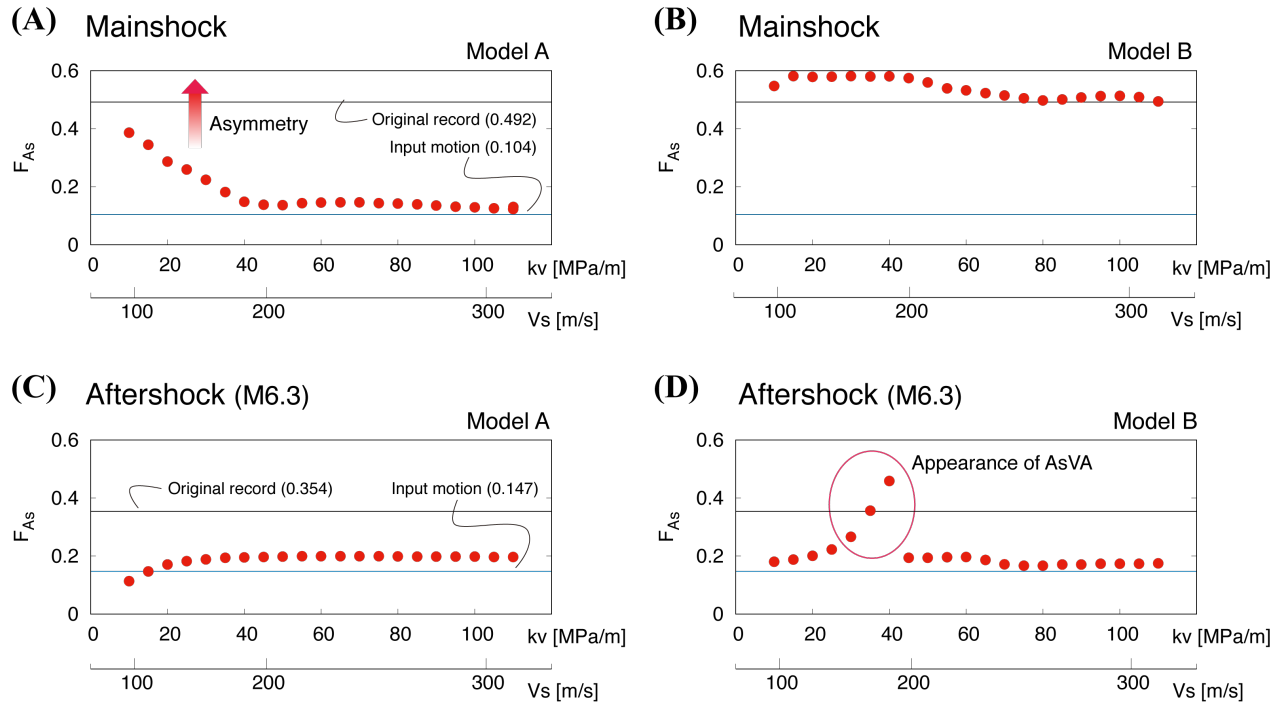 (A) Mainshock
Model A
0.6
0.4
0.2
0
F_As
Asymmetry
Original record (0.492)
Input motion (0.104)
0 20 40 60 80 100 kv [MPa/m]
100 200 300 Vs [m/s]
(B) Mainshock
Model B
0.6
0.4
0.2
0
F_As
0 20 40 60 80 100 kv [MPa/m]
100 200 300 Vs [m/s]
(C) Aftershock (M6.3)
Model A
0.6
0.4
0.2
0
F_As
Original record (0.354)
Input motion (0.147)
0 20 40 60 80 100 kv [MPa/m]
100 200 300 Vs [m/s]
(D) Aftershock (M6.3)
Model B
0.6
0.4
0.2
0
F_As
Appearance of AsVA
0 20 40 60 80 100 kv [MPa/m]
100 200 300 Vs [m/s]